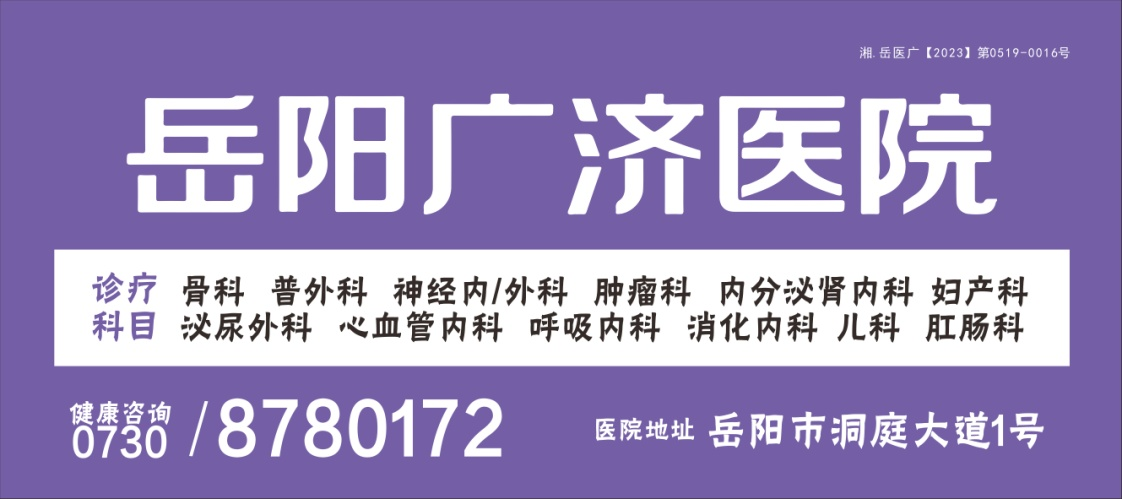 湘.岳医广【2023】第0519-0016号
岳阳广济医院
诊疗科目
骨科 普外科 神经内/外科 肿瘤科 内分泌肾内科 妇产科
泌尿外科 心血管内科 呼吸内科 消化内科 儿科 肛肠科
健康咨询
0730/8780172
医院地址 岳阳市洞庭大道1号